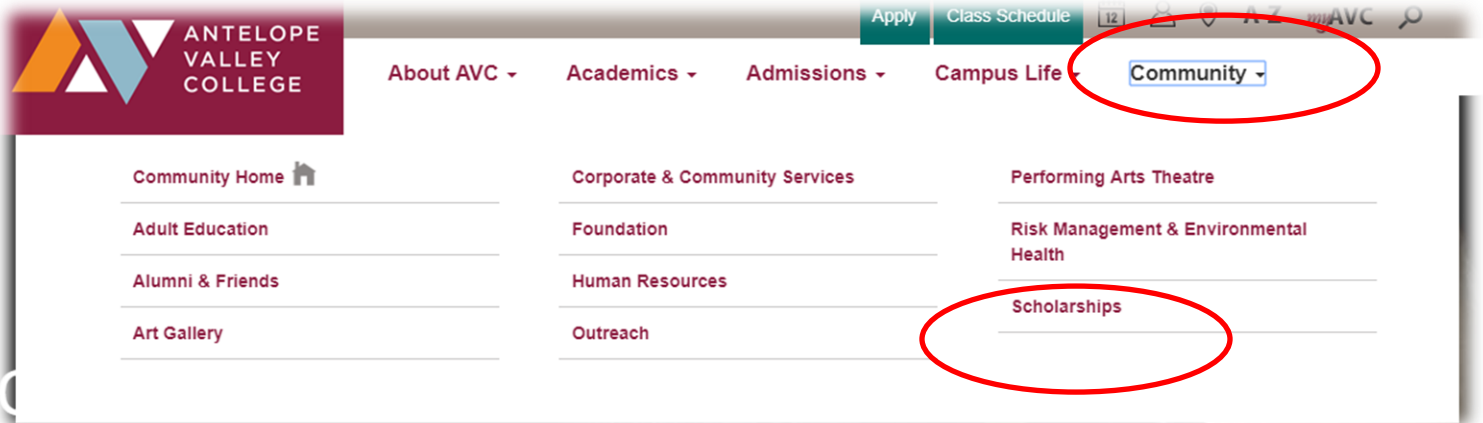 Apply Class Schedule 12 A-Z myAVC
ANTELOPE
VALLEY
COLLEGE
About AVC Academics Admissions Campus Life Community
Community Home Corporate & Community Services Performing Arts Theatre
Adult Education Foundation Risk Management & Environmental
Health
Alumni & Friends Human Resources
Scholarships
Art Gallery Outreach